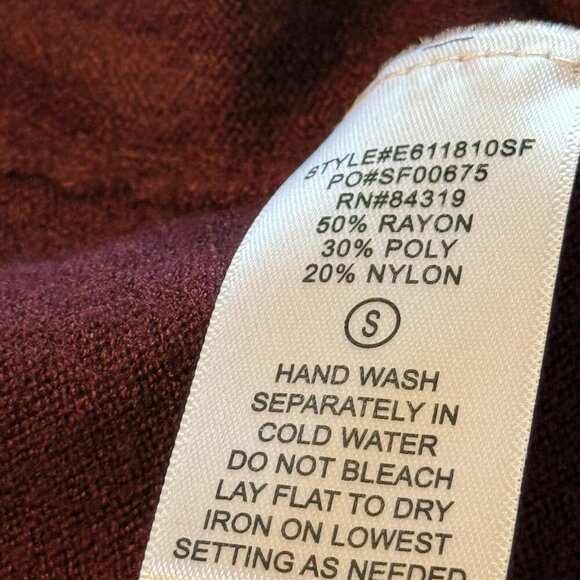 STYLE#E611810SF
PO#SF00675
RN#84319
50% RAYON
30% POLY
20% NYLON
S
HAND WASH
SEPARATELY IN
COLD WATER
DO NOT BLEACH
LAY FLAT TO DRY
IRON ON LOWEST
SETTING AS NEEDED